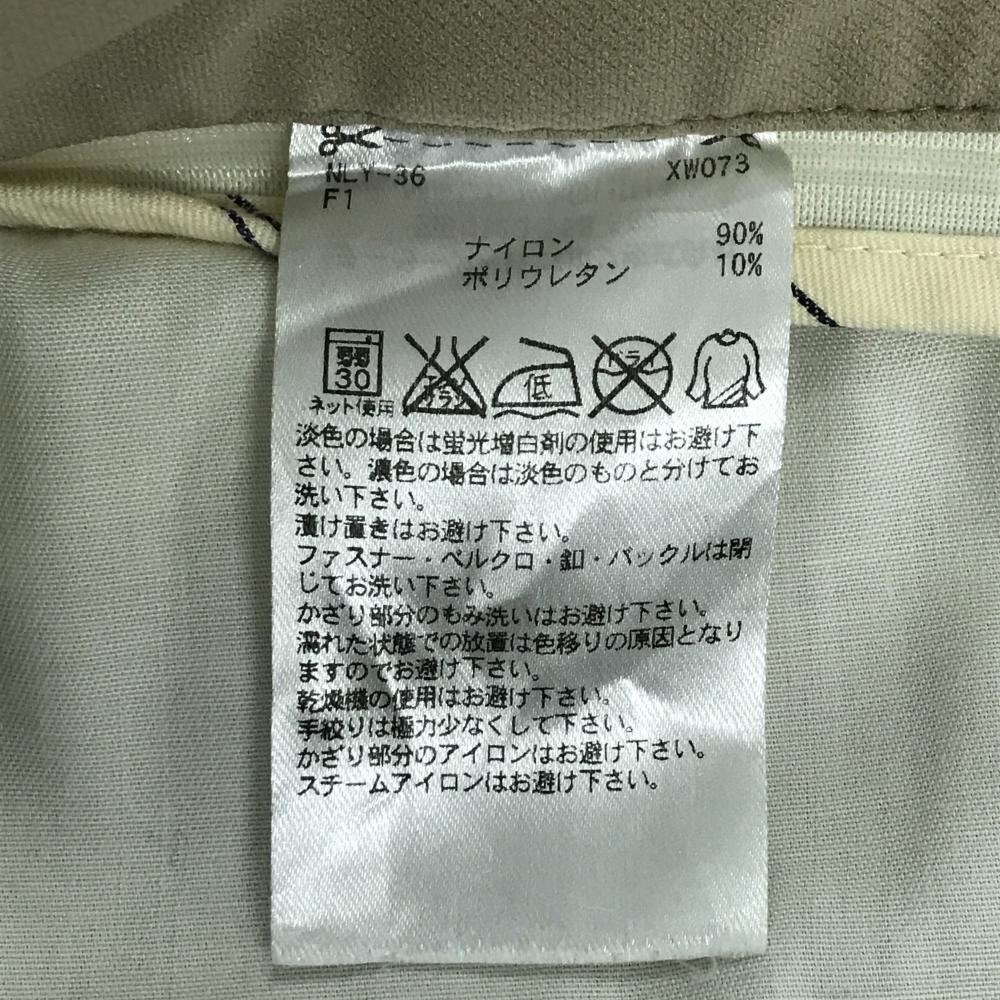 NLY-36 XW073
F1
ナイロン 90%
ポリウレタン 10%
弱
30
ネット使用
エンソ
サラシ
低
ドライ
淡色の場合は蛍光増白剤の使用はお避け下
さい。濃色の場合は淡色のものと分けてお
洗い下さい。
漬け置きはお避け下さい。
ファスナー・ベルクロ・釦・バックルは閉
じてお洗い下さい。
かざり部分のもみ洗いはお避け下さい。
濡れた状態での放置は色移りの原因となり
ますのでお避け下さい。
乾燥機の使用はお避け下さい。
手絞りは極力少なくして下さい。
かざり部分のアイロンはお避け下さい。
スチームアイロンはお避け下さい。